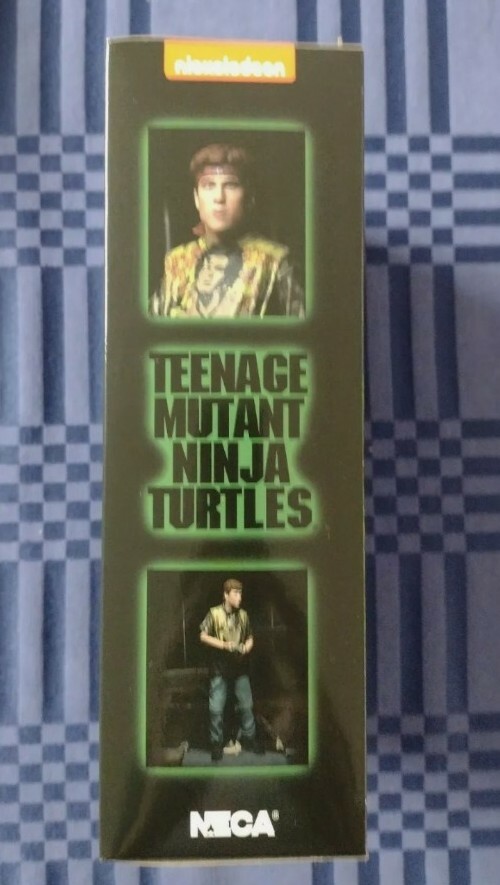 nickelodeon
TEENAGE
MUTANT
NINJA
TURTLES
NECA®